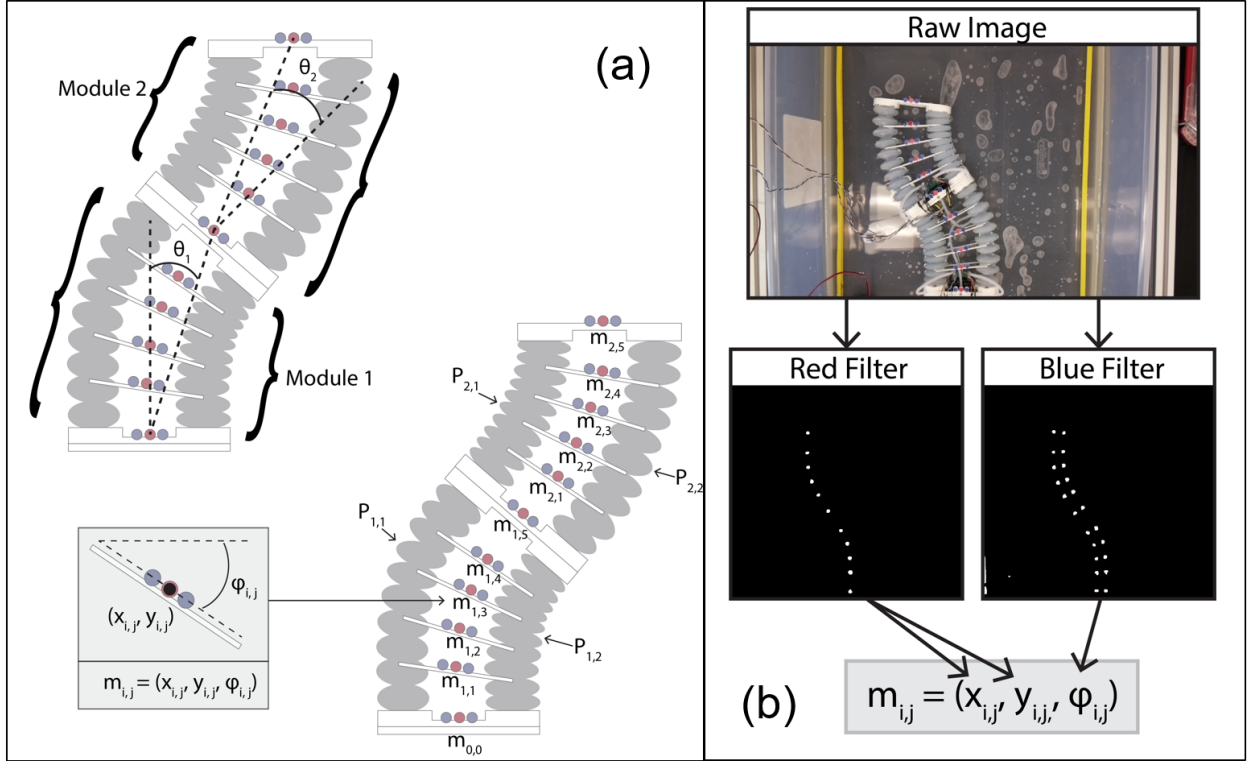 (a)
θ2
Module 2
θ1
Module 1
m2,5
P2,1
m2,4
m2,3
m2,2
P2,2
m2,1
P1,1
m1,5
m1,4
φi,j
m1,3
(xi,j, yi,j)
m1,2
P1,2
mi,j = (xi,j, yi,j, φi,j)
m1,1
m0,0
Raw Image
Red Filter
Blue Filter
(b)
mi,j = (xi,j, yi,j, φi,j)